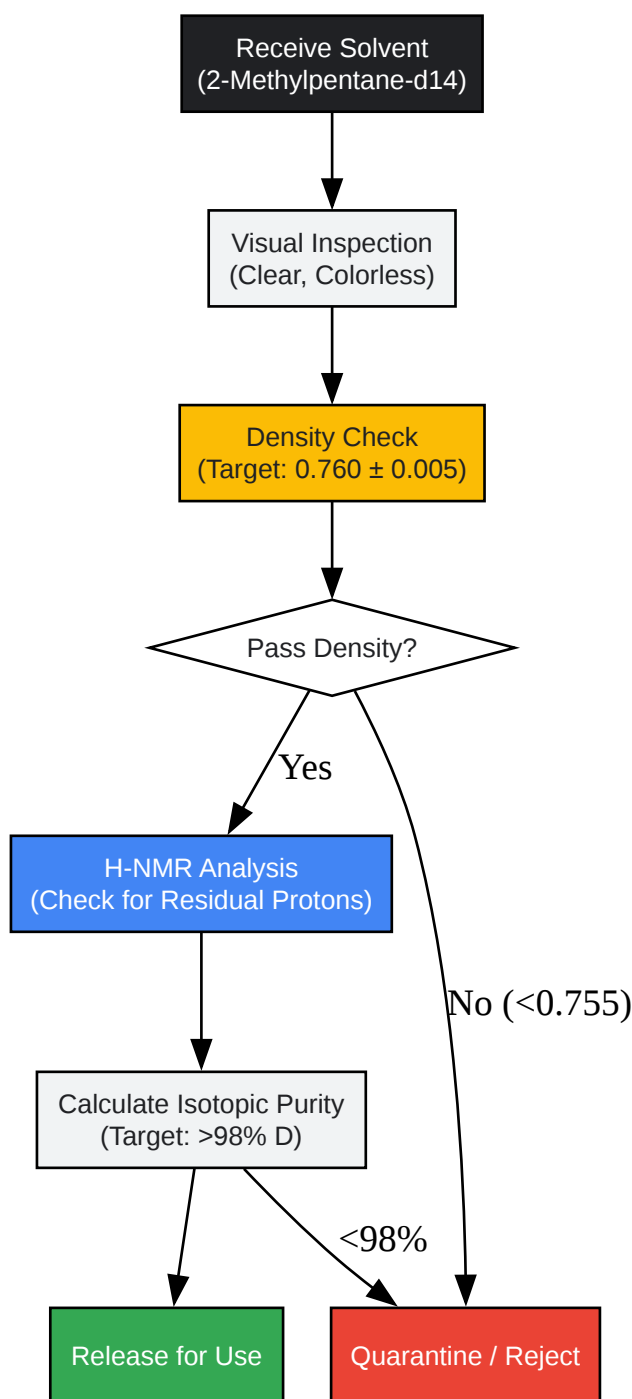 Receive Solvent
(2-Methylpentane-d14)
Visual Inspection
(Clear, Colorless)
Density Check
(Target: 0.760 ± 0.005)
Pass Density?
Yes
H-NMR Analysis
(Check for Residual Protons)
No (<0.755)
Calculate Isotopic Purity
(Target: >98% D)
<98%
Release for Use
Quarantine / Reject